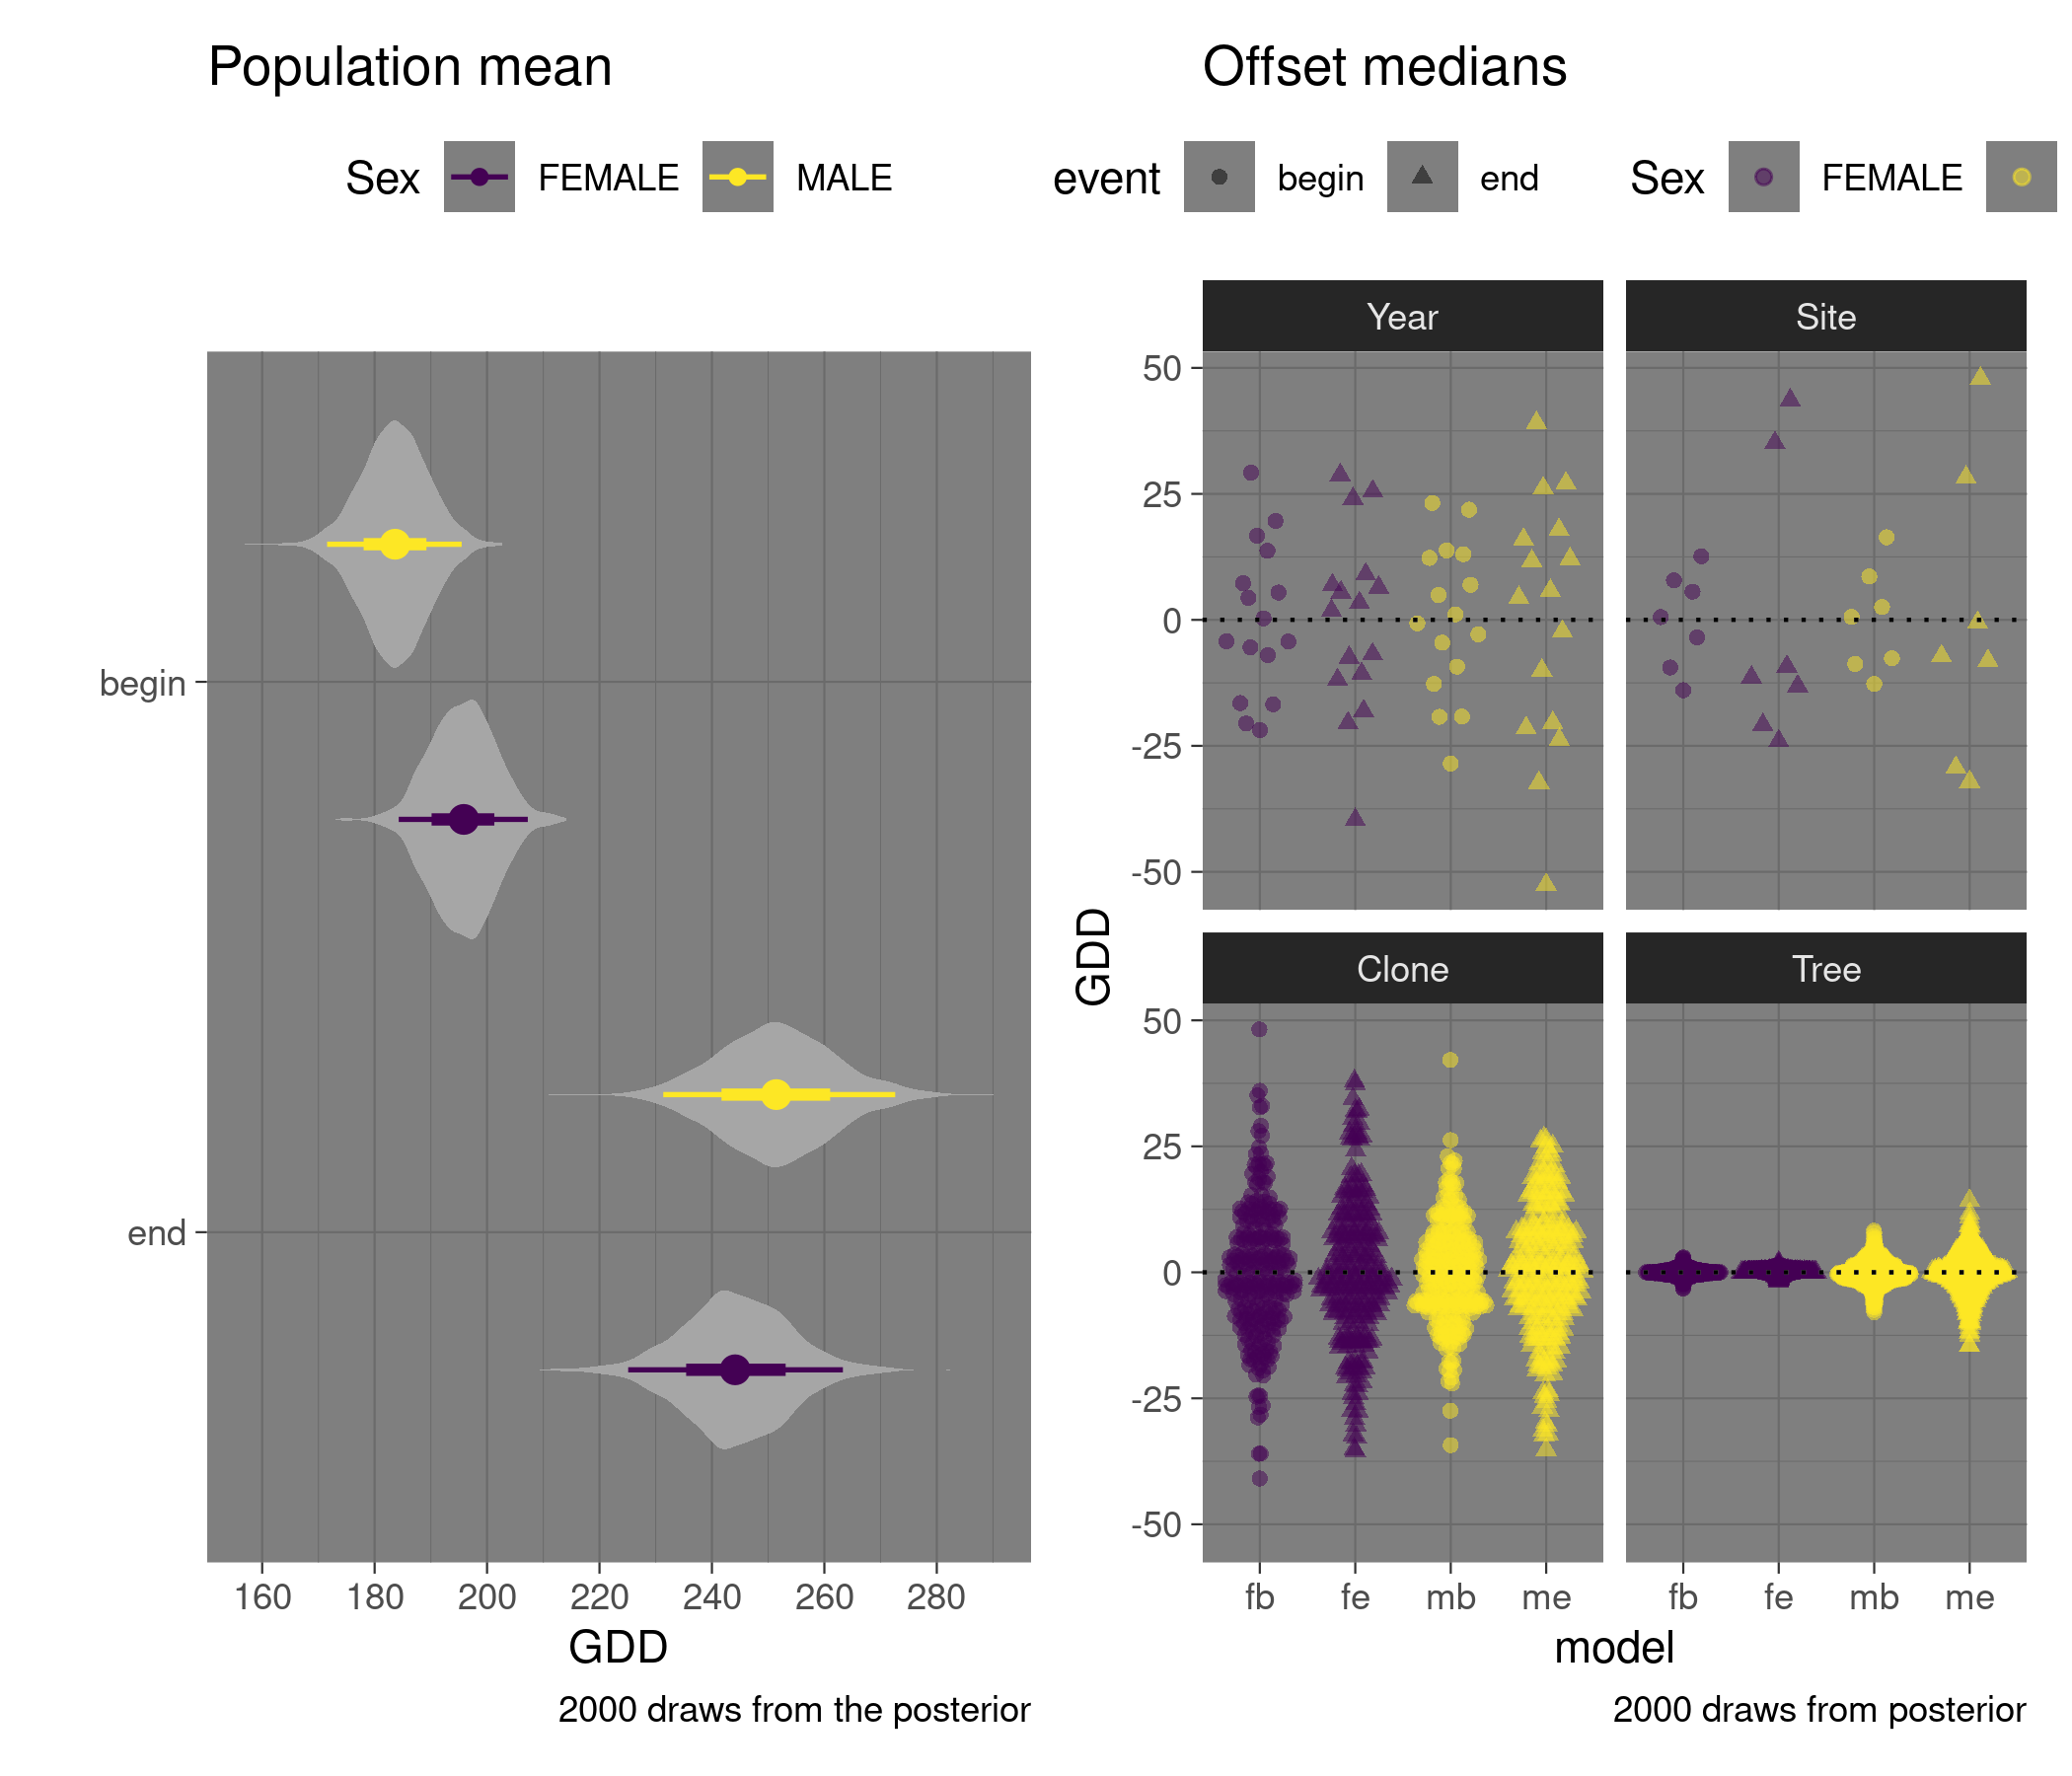 Population mean
Sex FEMALE MALE
begin
end
160 180 200 220 240 260 280
GDD
2000 draws from the posterior
Offset medians
event begin end Sex FEMALE
Year Site
50
25
0
-25
-50
GDD
Clone Tree
50
25
0
-25
-50
fb fe mb me fb fe mb me
model
2000 draws from posterior